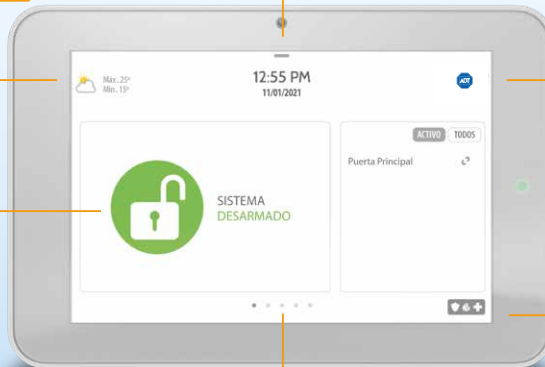 Máx. 25º
Mín. 15º
12:55 PM
11/01/2021
ADT
ACTIVO TODOS
Puerta Principal
SISTEMA
DESARMADO